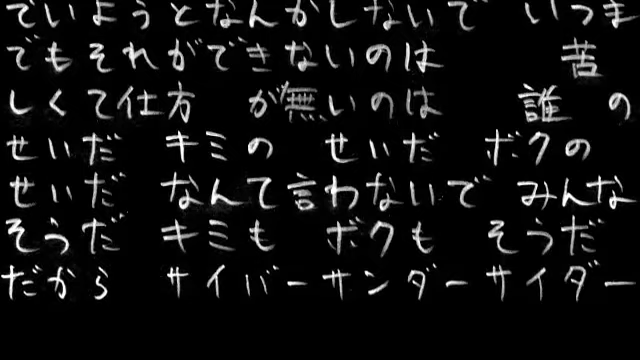 でいようとなんかしないで いつま
でもそれができないのは 苦
しくて仕方 が無いのは 誰 の
せいだ キミの せいだ ボクの
せいだ なんて言わないで みんな
そうだ キミも ボクも そうだ
だから サイバーサンダーサイダー